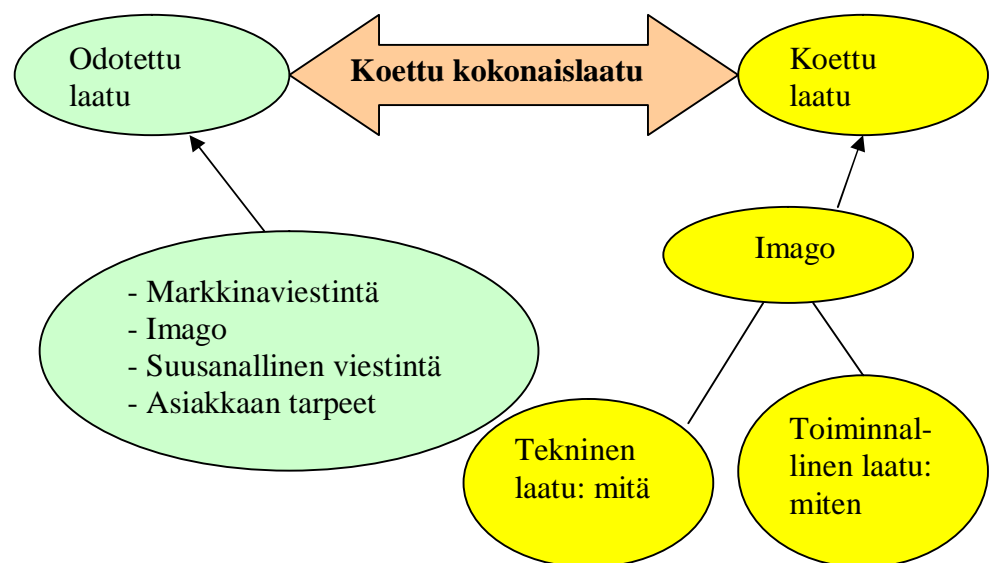 Odotettu
laatu
Koettu kokonaislaatu
Koettu
laatu
Imago
- Markkinaviestintä
- Imago
- Suusanallinen viestintä
- Asiakkaan tarpeet
Tekninen
laatu: mitä
Toiminnal-
linen laatu:
miten